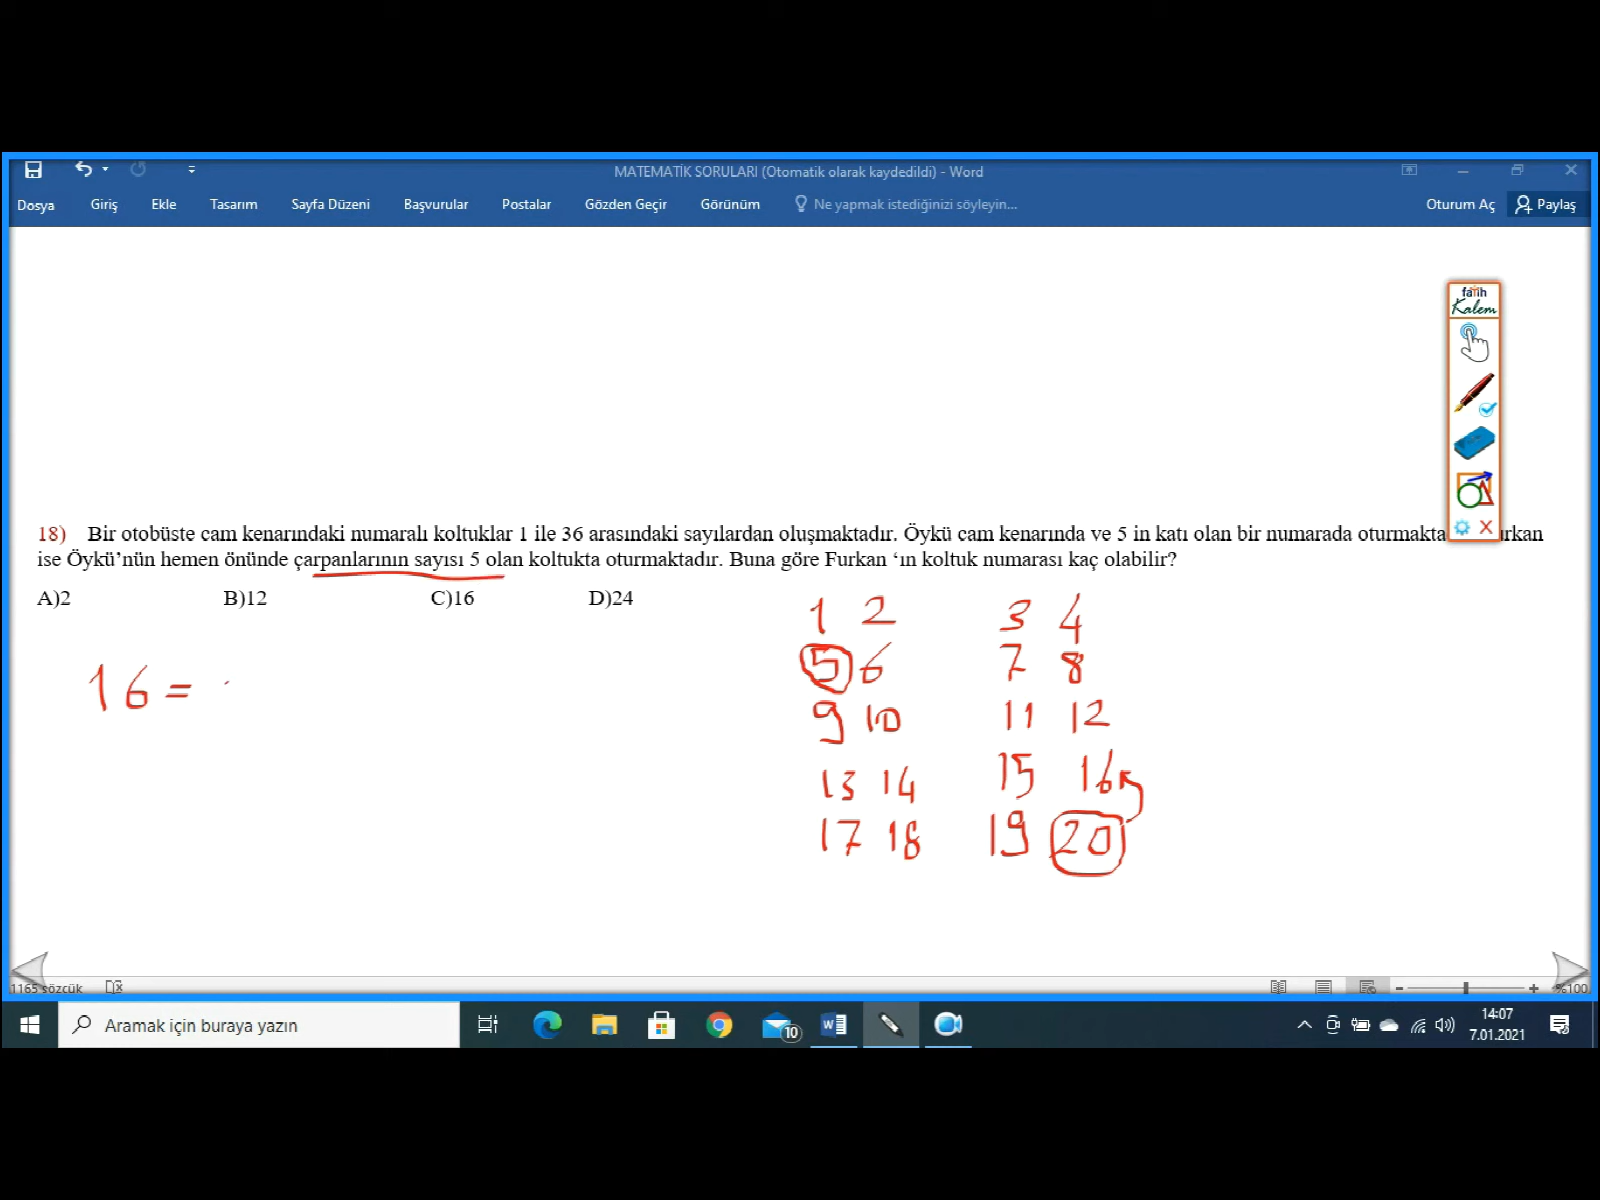 MATEMATİK SORULARI (Otomatik olarak kaydedildi) - Word
Dosya Giriş Ekle Tasarım Sayfa Düzeni Başvurular Postalar Gözden Geçir Görünüm Ne yapmak istediğinizi söyleyin... Oturum Aç Paylaş
fatih
Kalem
18) Bir otobüste cam kenarındaki numaralı koltuklar 1 ile 36 arasındaki sayılardan oluşmaktadır. Öykü cam kenarında ve 5 in katı olan bir numarada oturmakta urkan
ise Öykü’nün hemen önünde çarpanlarının sayısı 5 olan koltukta oturmaktadır. Buna göre Furkan ‘ın koltuk numarası kaç olabilir?
A)2 B)12 C)16 D)24
1 2 3 4
5 6 7 8
16 =
9 10 11 12
13 14 15 16
17 18 19 20
1165 sözcük %100
Aramak için buraya yazın 10 14:07
7.01.2021